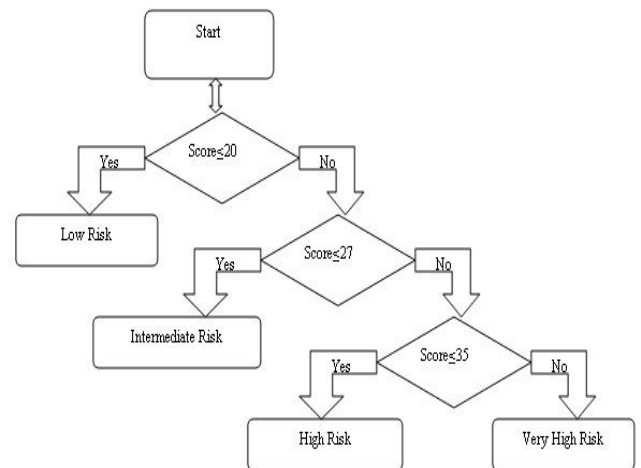 Start
Score≤20
Yes
No
Low Risk
Score≤27
Yes
No
Intermediate Risk
Score≤35
Yes
No
High Risk
Very High Risk